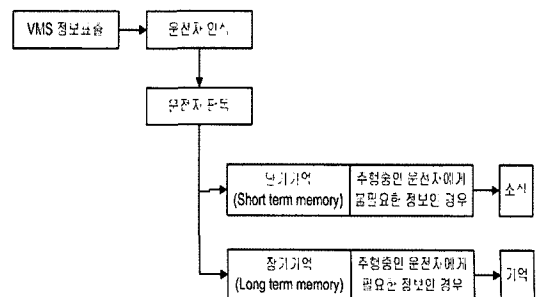 VMS 정보표출
운전자 인식
운전자 판독
단기기억
(Short term memory)
주행중인 운전자에게
불필요한 정보인 경우
소식
장기기억
(Long term memory)
주행중인 운전자에게
필요한 정보인 경우
기억